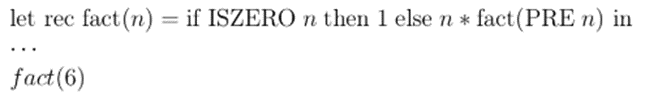 let rec fact(n) = if ISZERO n then 1 else n ∗ fact(PRE n) in
...
fact(6)